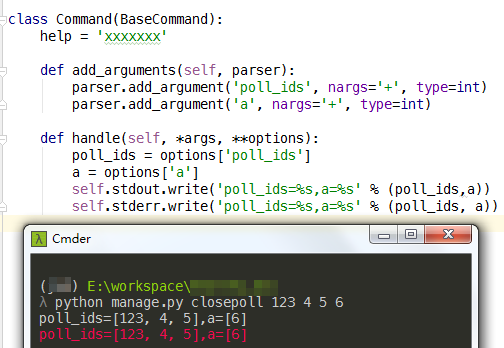 class Command(BaseCommand):
    help = 'xxxxxxx'
    def add_arguments(self, parser):
        parser.add_argument('poll_ids', nargs='+', type=int)
        parser.add_argument('a', nargs='+', type=int)
    def handle(self, *args, **options):
        poll_ids = options['poll_ids']
        a = options['a']
        self.stdout.write('poll_ids=%s,a=%s' % (poll_ids,a))
        self.stderr.write('poll_ids=%s,a=%s' % (poll_ids, a))
λ Cmder
( ) E:\workspace\
λ python manage.py closepoll 123 4 5 6
poll_ids=[123, 4, 5],a=[6]
poll_ids=[123, 4, 5],a=[6]